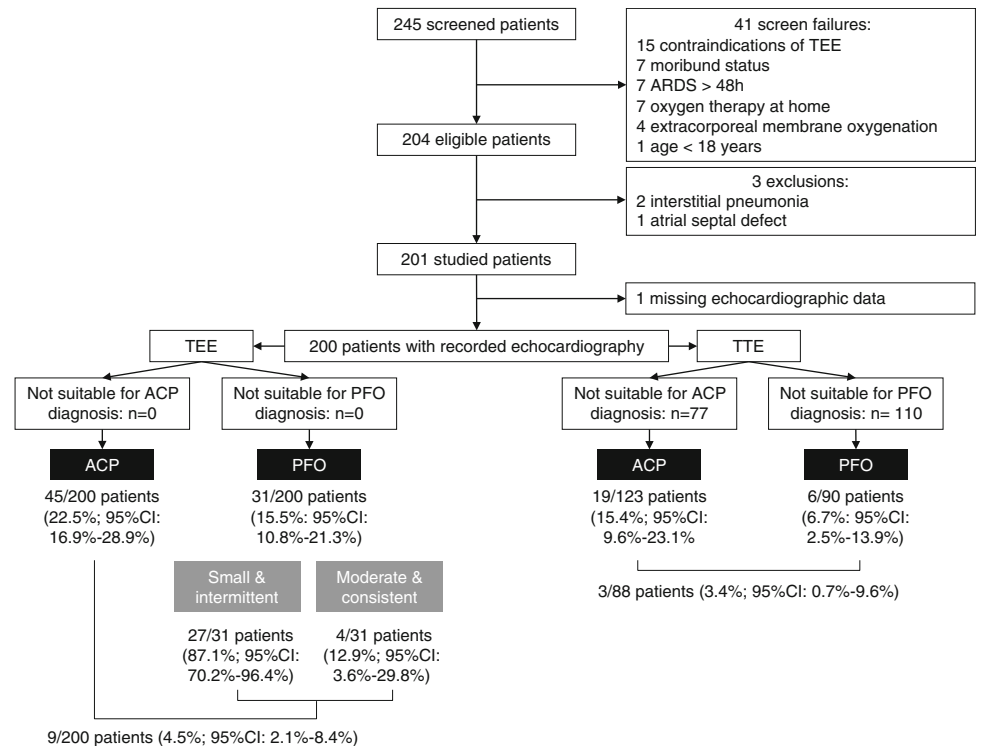 245 screened patients
41 screen failures:
15 contraindications of TEE
7 moribund status
7 ARDS > 48h
7 oxygen therapy at home
4 extracorporeal membrane oxygenation
1 age < 18 years
204 eligible patients
3 exclusions:
2 interstitial pneumonia
1 atrial septal defect
201 studied patients
1 missing echocardiographic data
TEE
200 patients with recorded echocardiography
TTE
Not suitable for ACP
diagnosis: n=0
Not suitable for PFO
diagnosis: n=0
Not suitable for ACP
diagnosis: n=77
Not suitable for PFO
diagnosis: n= 110
ACP
45/200 patients
(22.5%; 95%CI:
16.9%-28.9%)
PFO
31/200 patients
(15.5%: 95%CI:
10.8%-21.3%)
ACP
19/123 patients
(15.4%; 95%CI:
9.6%-23.1%
PFO
6/90 patients
(6.7%: 95%CI:
2.5%-13.9%)
Small &
intermittent
27/31 patients
(87.1%; 95%CI:
70.2%-96.4%)
Moderate &
consistent
4/31 patients
(12.9%; 95%CI:
3.6%-29.8%)
3/88 patients (3.4%; 95%CI: 0.7%-9.6%)
9/200 patients (4.5%; 95%CI: 2.1%-8.4%)